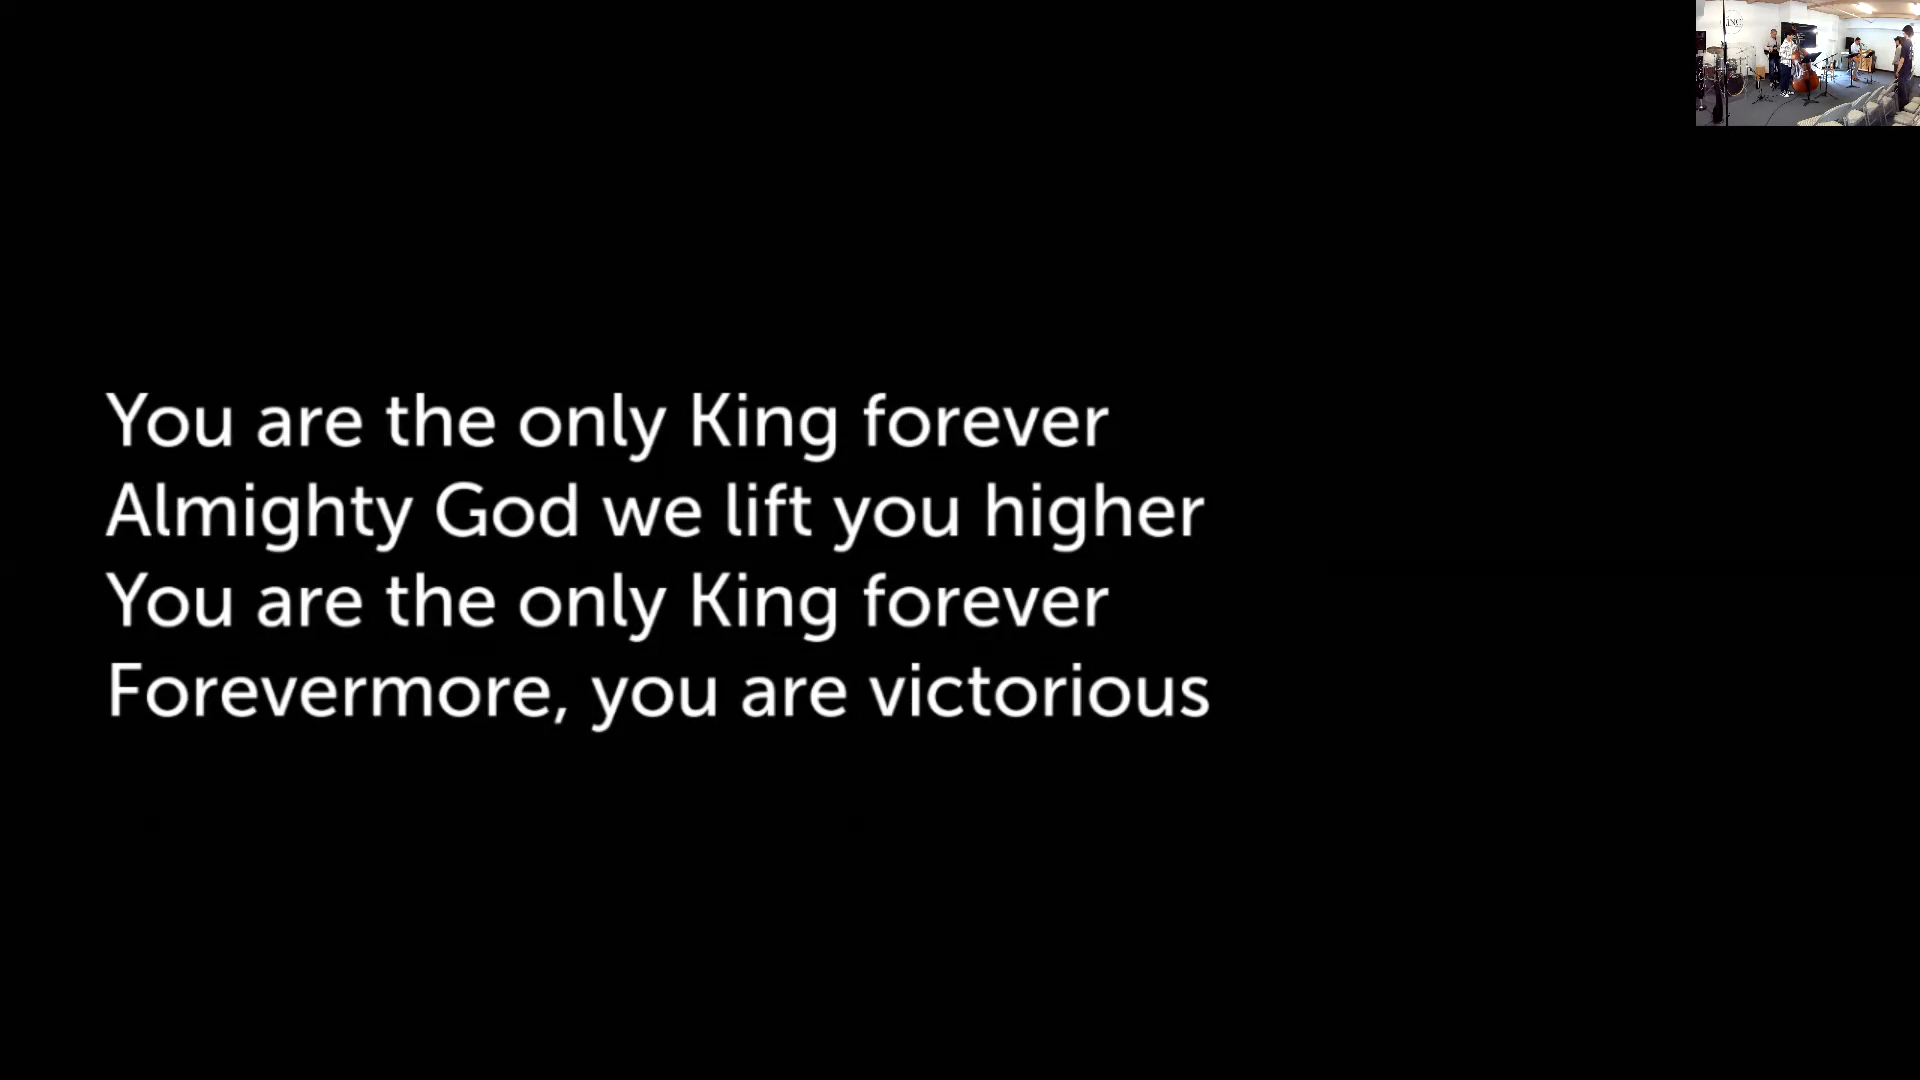 You are the only King forever
Almighty God we lift you higher
You are the only King forever
Forevermore, you are victorious